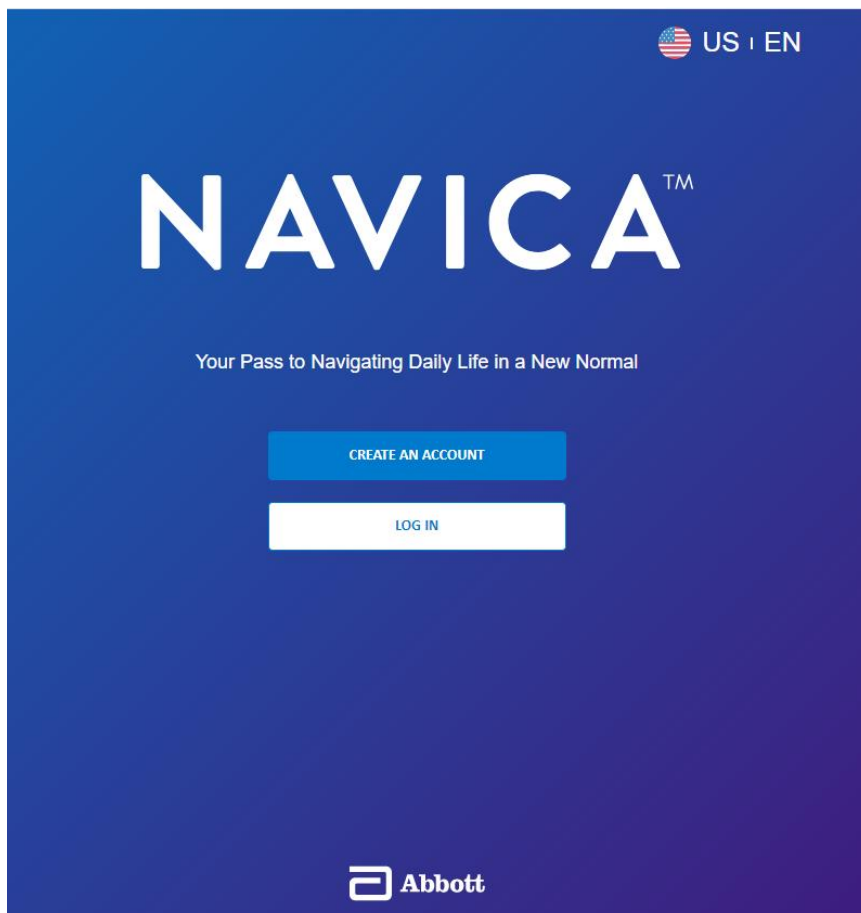 US | EN
NAVICA™
Your Pass to Navigating Daily Life in a New Normal
CREATE AN ACCOUNT
LOG IN
Abbott